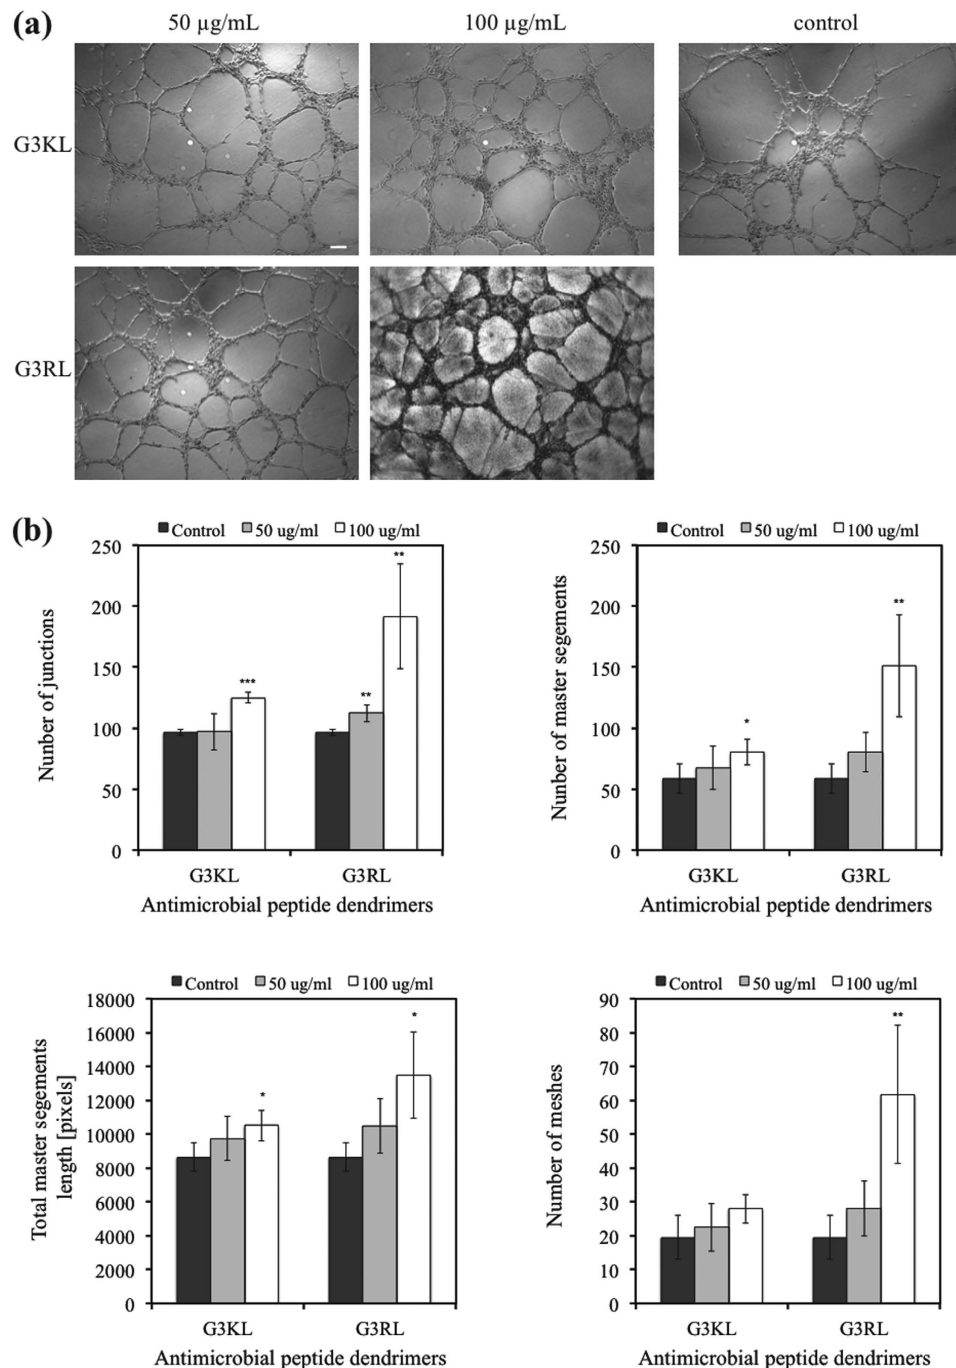 (a)
50 µg/mL
100 µg/mL
control
G3KL
G3RL
(b)
Control 50 ug/ml 100 ug/ml
Nunber of junctions
250
200
150
100
50
0
***
**
**
G3KL
G3RL
Antimicrobial peptide dendrimers
Control 50 ug/ml 100 ug/ml
Nunber of master segements
250
200
150
100
50
0
*
**
G3KL
G3RL
Antimicrobial peptide dendrimers
Control 50 ug/ml 100 ug/ml
Total master segements
length [pixels]
18000
16000
14000
12000
10000
8000
6000
4000
2000
0
*
*
G3KL
G3RL
Antimicrobial peptide dendrimers
Control 50 ug/ml 100 ug/ml
Nunber of meshes
90
80
70
60
50
40
30
20
10
0
**
G3KL
G3RL
Antimicrobial peptide dendrimers